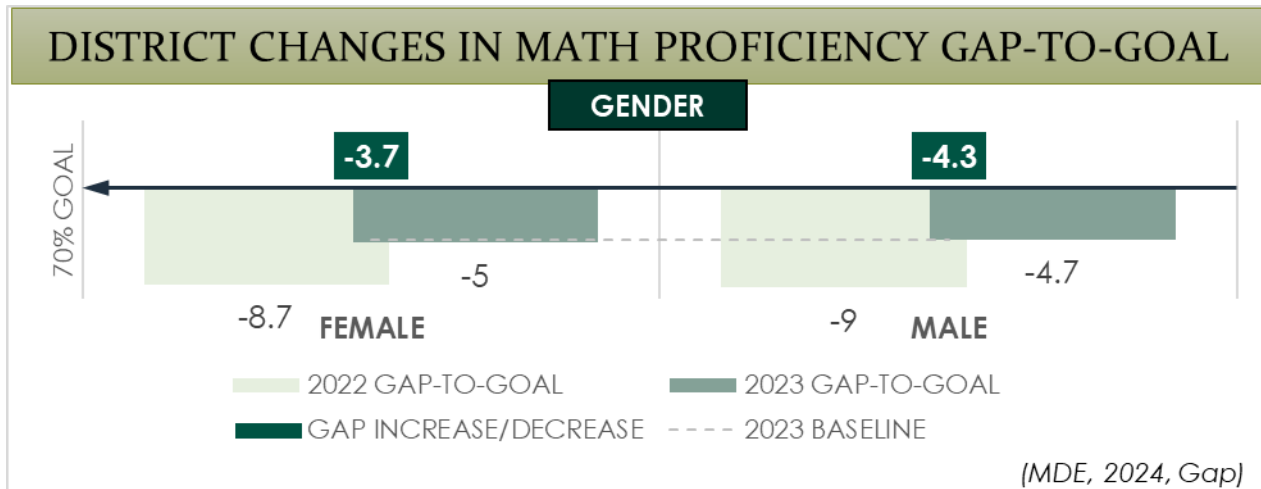 DISTRICT CHANGES IN MATH PROFICIENCY GAP-TO-GOAL
GENDER
70% GOAL
-3.7
-4.3
-5
-4.7
-8.7
-9
FEMALE
MALE
2022 GAP-TO-GOAL
2023 GAP-TO-GOAL
GAP INCREASE/DECREASE
2023 BASELINE
(MDE, 2024, Gap)